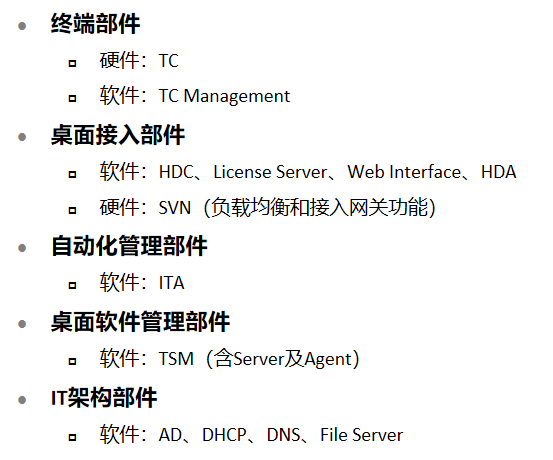 终端部件
硬件：TC
软件：TC Management
桌面接入部件
软件：HDC、License Server、Web Interface、HDA
硬件：SVN（负载均衡和接入网关功能）
自动化管理部件
软件：ITA
桌面软件管理部件
软件：TSM（含Server及Agent）
IT架构部件
软件：AD、DHCP、DNS、File Server